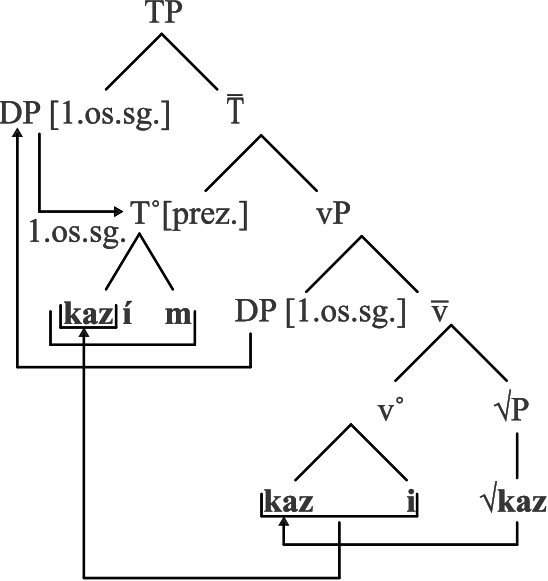 TP
DP [1.os.sg.] T̅
T°[prez.] vP
1.os.sg.
kaz í m DP [1.os.sg.] v̅
v° √P
kaz i √kaz